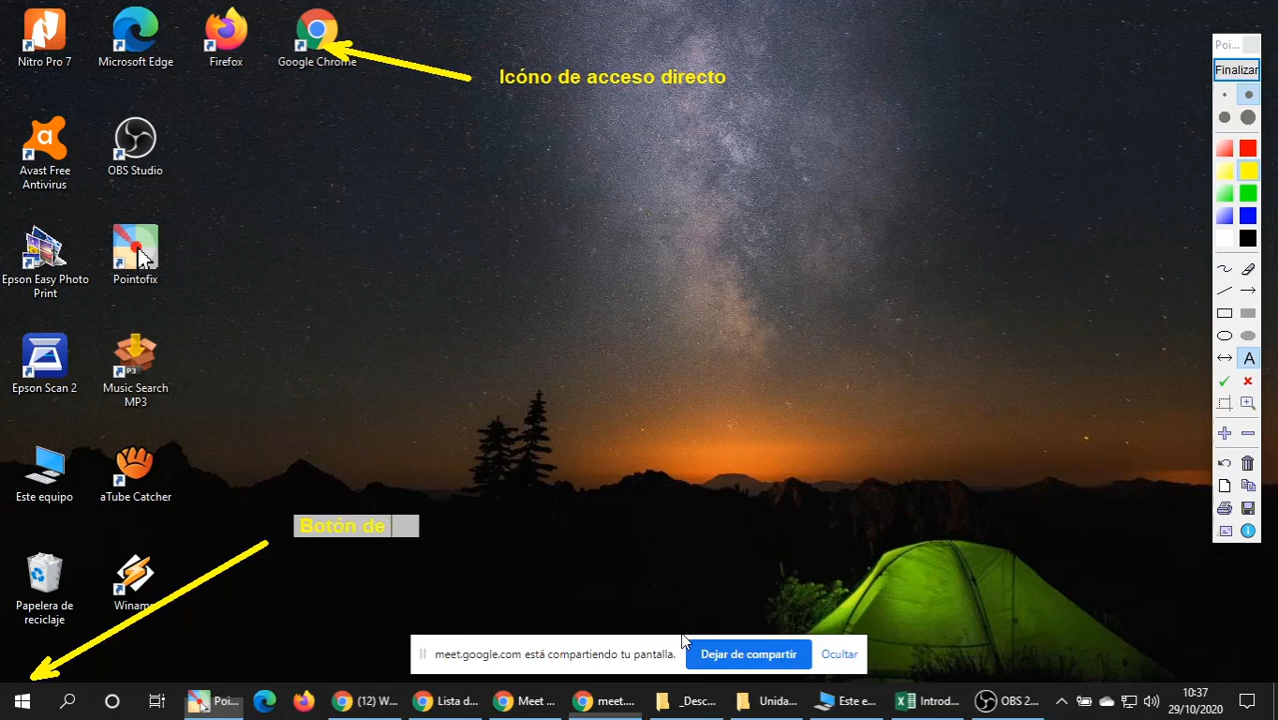 Nitro Pro 7
Microsoft Edge
Firefox
Google Chrome
Icóno de acceso directo
Avast Free
Antivirus
OBS Studio
Epson Easy Photo
Print
Pointofix
Epson Scan 2
P3
Music Search
MP3
Este equipo
aTube Catcher
Botón de
Papelera de
reciclaje
Winamp
meet.google.com está compartiendo tu pantalla.
Dejar de compartir
Ocultar
Poi...
Finalizar
A
Poi...
(12) W...
Lista d...
Meet ...
meet....
_Desc...
Unida...
Este e...
Introd...
OBS 2...
10:37
29/10/2020